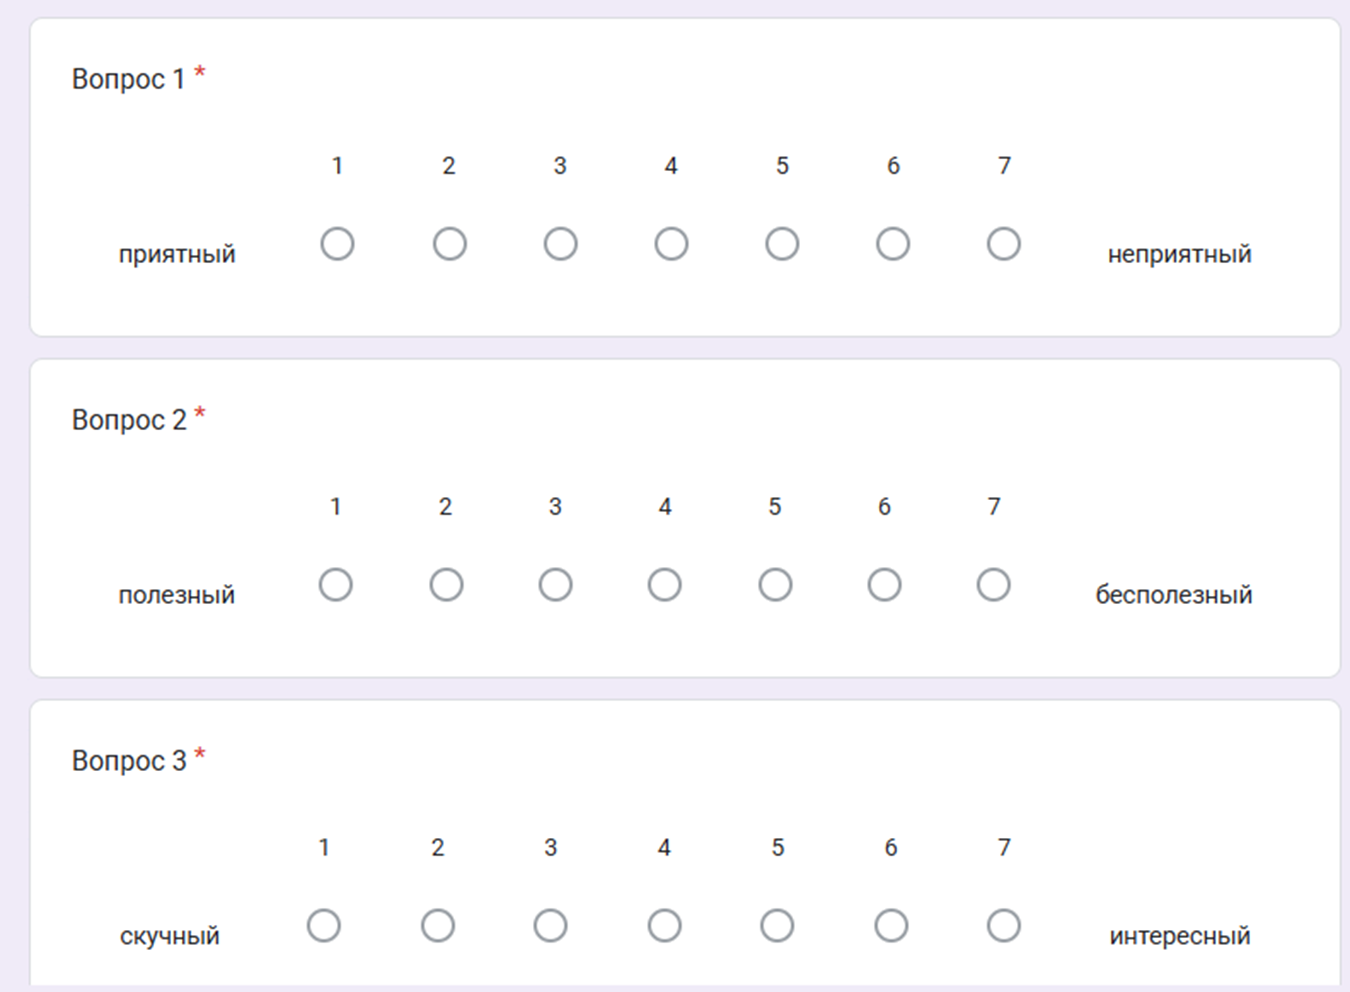 Вопрос 1 *
1 2 3 4 5 6 7
приятный неприятный
Вопрос 2 *
1 2 3 4 5 6 7
полезный бесполезный
Вопрос 3 *
1 2 3 4 5 6 7
скучный интересный